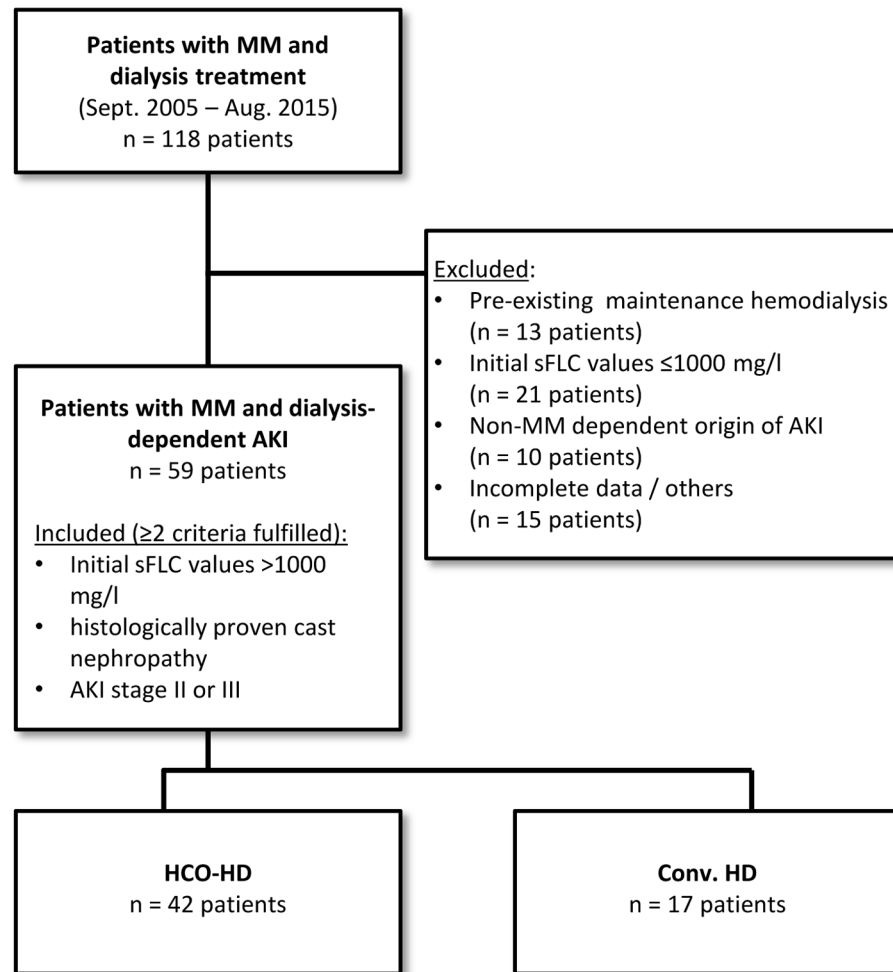 Patients with MM and
dialysis treatment
(Sept. 2005 – Aug. 2015)
n = 118 patients
Excluded:
• Pre-existing  maintenance hemodialysis
(n = 13 patients)
• Initial sFLC values ≤1000 mg/l
(n = 21 patients)
• Non-MM dependent origin of AKI
(n = 10 patients)
• Incomplete data / others
(n = 15 patients)
Patients with MM and dialysis-
dependent AKI
n = 59 patients
Included (≥2 criteria fulfilled):
• Initial sFLC values >1000
mg/l
• histologically proven cast
nephropathy
• AKI stage II or III
HCO-HD
n = 42 patients
Conv. HD
n = 17 patients